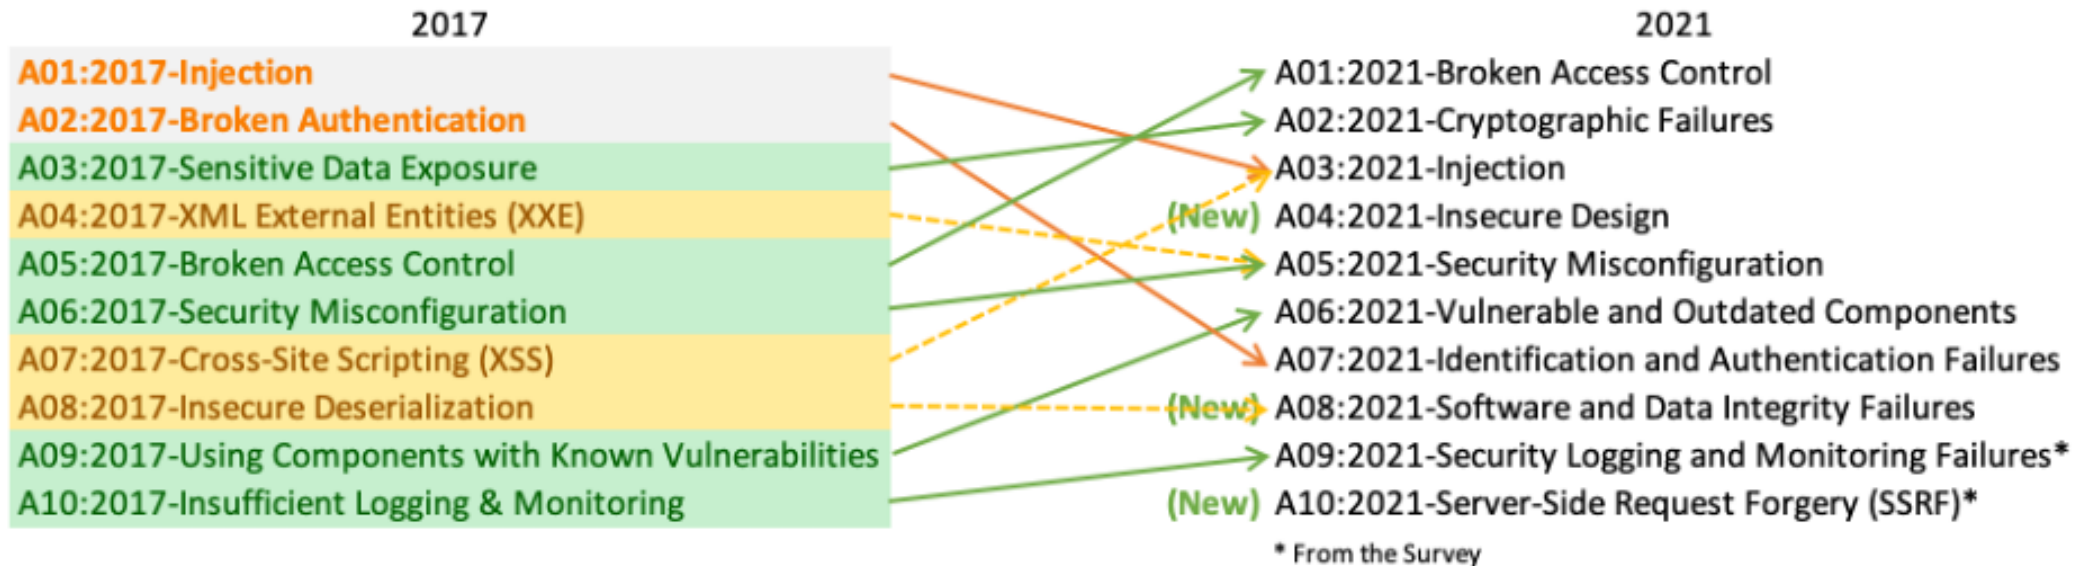 2017
A01:2017-Injection
A02:2017-Broken Authentication
A03:2017-Sensitive Data Exposure
A04:2017-XML External Entities (XXE)
A05:2017-Broken Access Control
A06:2017-Security Misconfiguration
A07:2017-Cross-Site Scripting (XSS)
A08:2017-Insecure Deserialization
A09:2017-Using Components with Known Vulnerabilities
A10:2017-Insufficient Logging & Monitoring
2021
A01:2021-Broken Access Control
A02:2021-Cryptographic Failures
A03:2021-Injection
(New) A04:2021-Insecure Design
A05:2021-Security Misconfiguration
A06:2021-Vulnerable and Outdated Components
A07:2021-Identification and Authentication Failures
(New) A08:2021-Software and Data Integrity Failures
A09:2021-Security Logging and Monitoring Failures*
(New) A10:2021-Server-Side Request Forgery (SSRF)*
* From the Survey